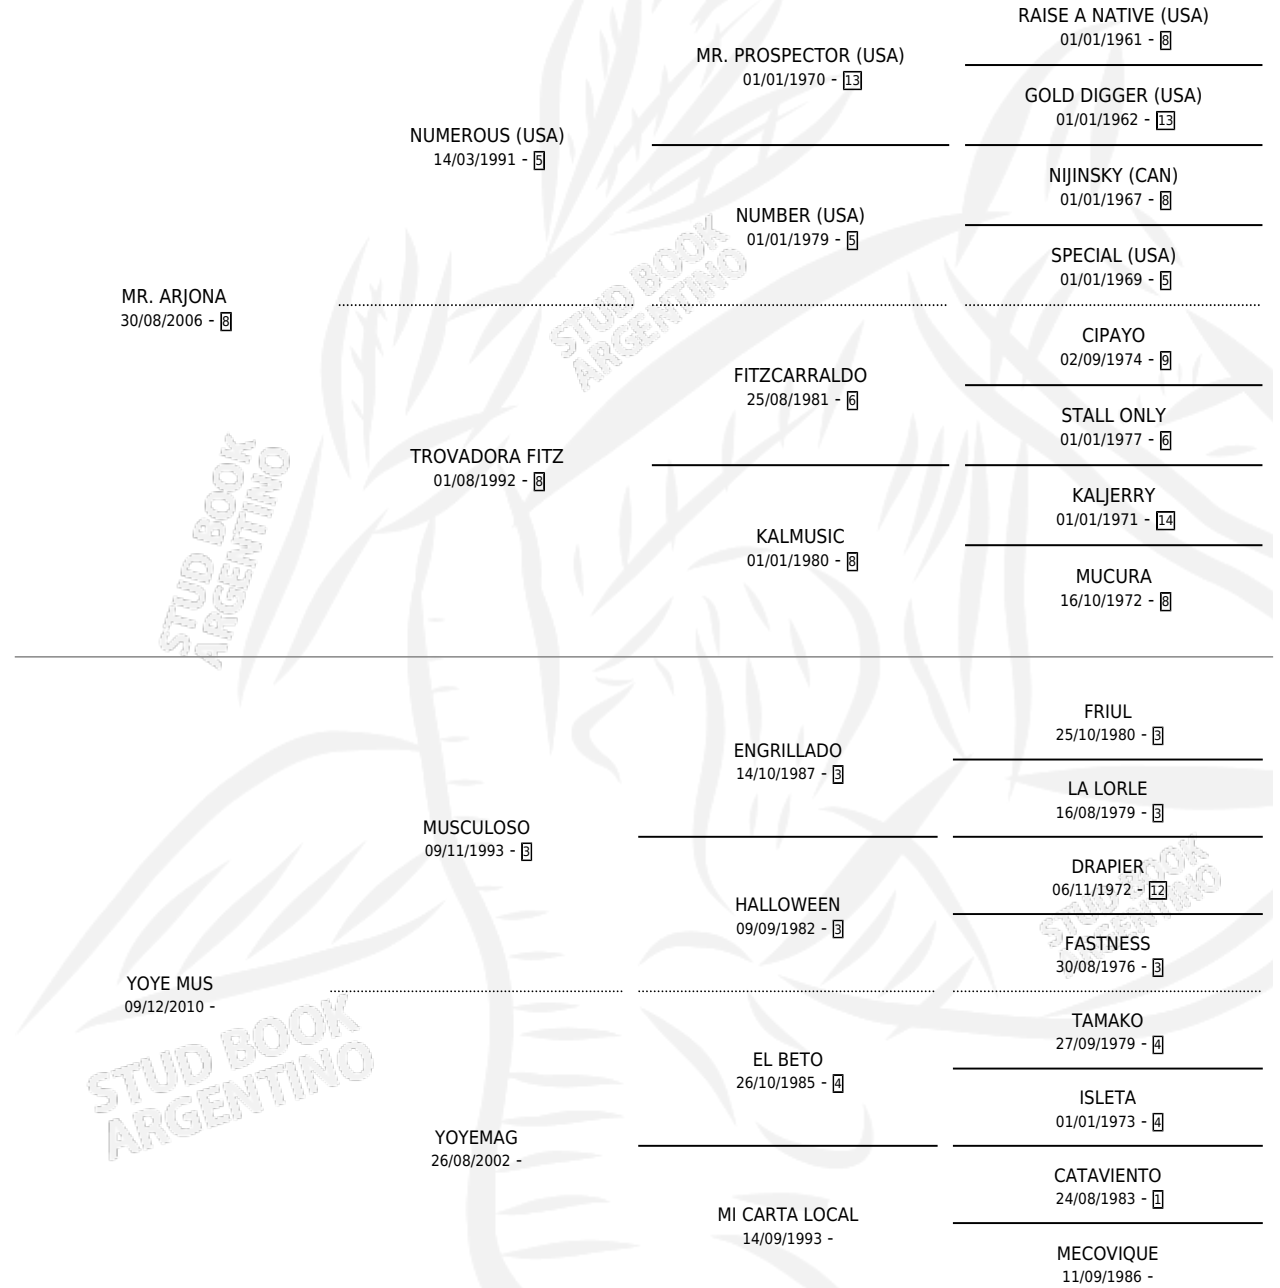 RAISE A NATIVE (USA)
01/01/1961 - 8
MR. PROSPECTOR (USA)
01/01/1970 - 13
GOLD DIGGER (USA)
01/01/1962 - 13
NUMEROUS (USA)
14/03/1991 - 5
NIJINSKY (CAN)
01/01/1967 - 8
NUMBER (USA)
01/01/1979 - 5
SPECIAL (USA)
01/01/1969 - 5
MR. ARJONA
30/08/2006 - 8
CIPAYO
02/09/1974 - 9
FITZCARRALDO
25/08/1981 - 6
STALL ONLY
01/01/1977 - 6
TROVADORA FITZ
01/08/1992 - 8
KALJERRY
01/01/1971 - 14
KALMUSIC
01/01/1980 - 8
MUCURA
16/10/1972 - 8
FRIUL
25/10/1980 - 3
ENGRILLADO
14/10/1987 - 3
LA LORLE
16/08/1979 - 3
MUSCULOSO
09/11/1993 - 3
DRAPIER
06/11/1972 - 12
HALLOWEEN
09/09/1982 - 3
FASTNESS
30/08/1976 - 3
YOYE MUS
09/12/2010 -
TAMAKO
27/09/1979 - 4
EL BETO
26/10/1985 - 4
ISLETA
01/01/1973 - 4
YOYEMAG
26/08/2002 -
CATAVIENTO
24/08/1983 - 1
MI CARTA LOCAL
14/09/1993 -
MECOVIQUE
11/09/1986 -
STUD BOOK
ARGENTINO
STUD BOOK
ARGENTINO
STUD BOOK
ARGENTINO
STUD BOOK
ARGENTINO